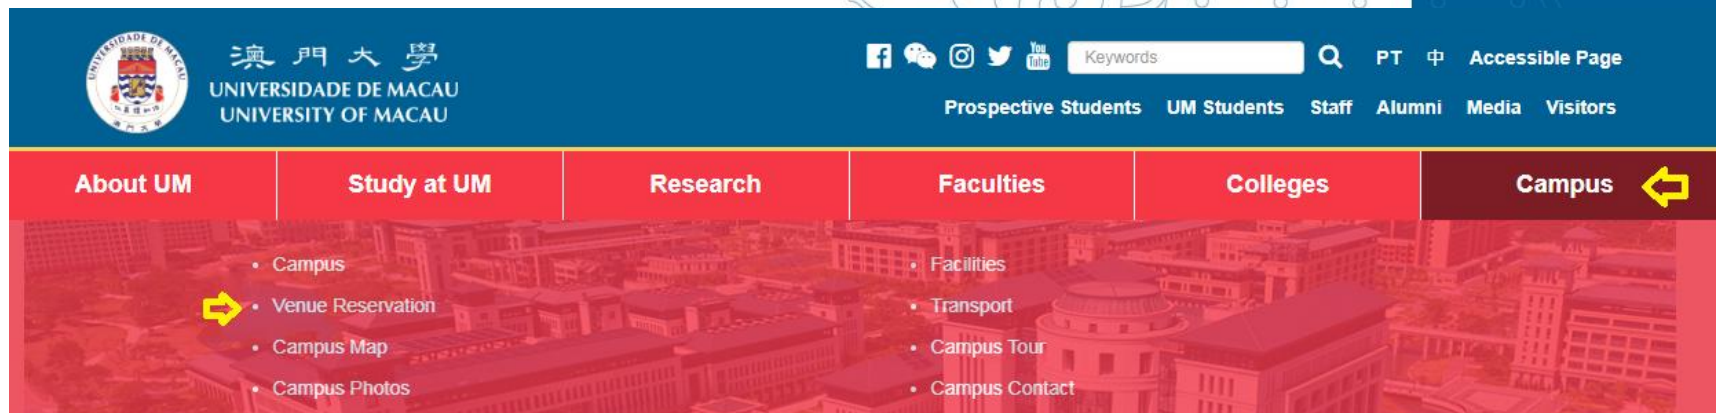 澳門大學
UNIVERSIDADE DE MACAU
UNIVERSITY OF MACAU
You Tube
Keywords
PT 中 Accessible Page
Prospective Students UM Students Staff Alumni Media Visitors
About UM Study at UM Research Faculties Colleges Campus
Campus
Venue Reservation
Campus Map
Campus Photos
Facilities
Transport
Campus Tour
Campus Contact